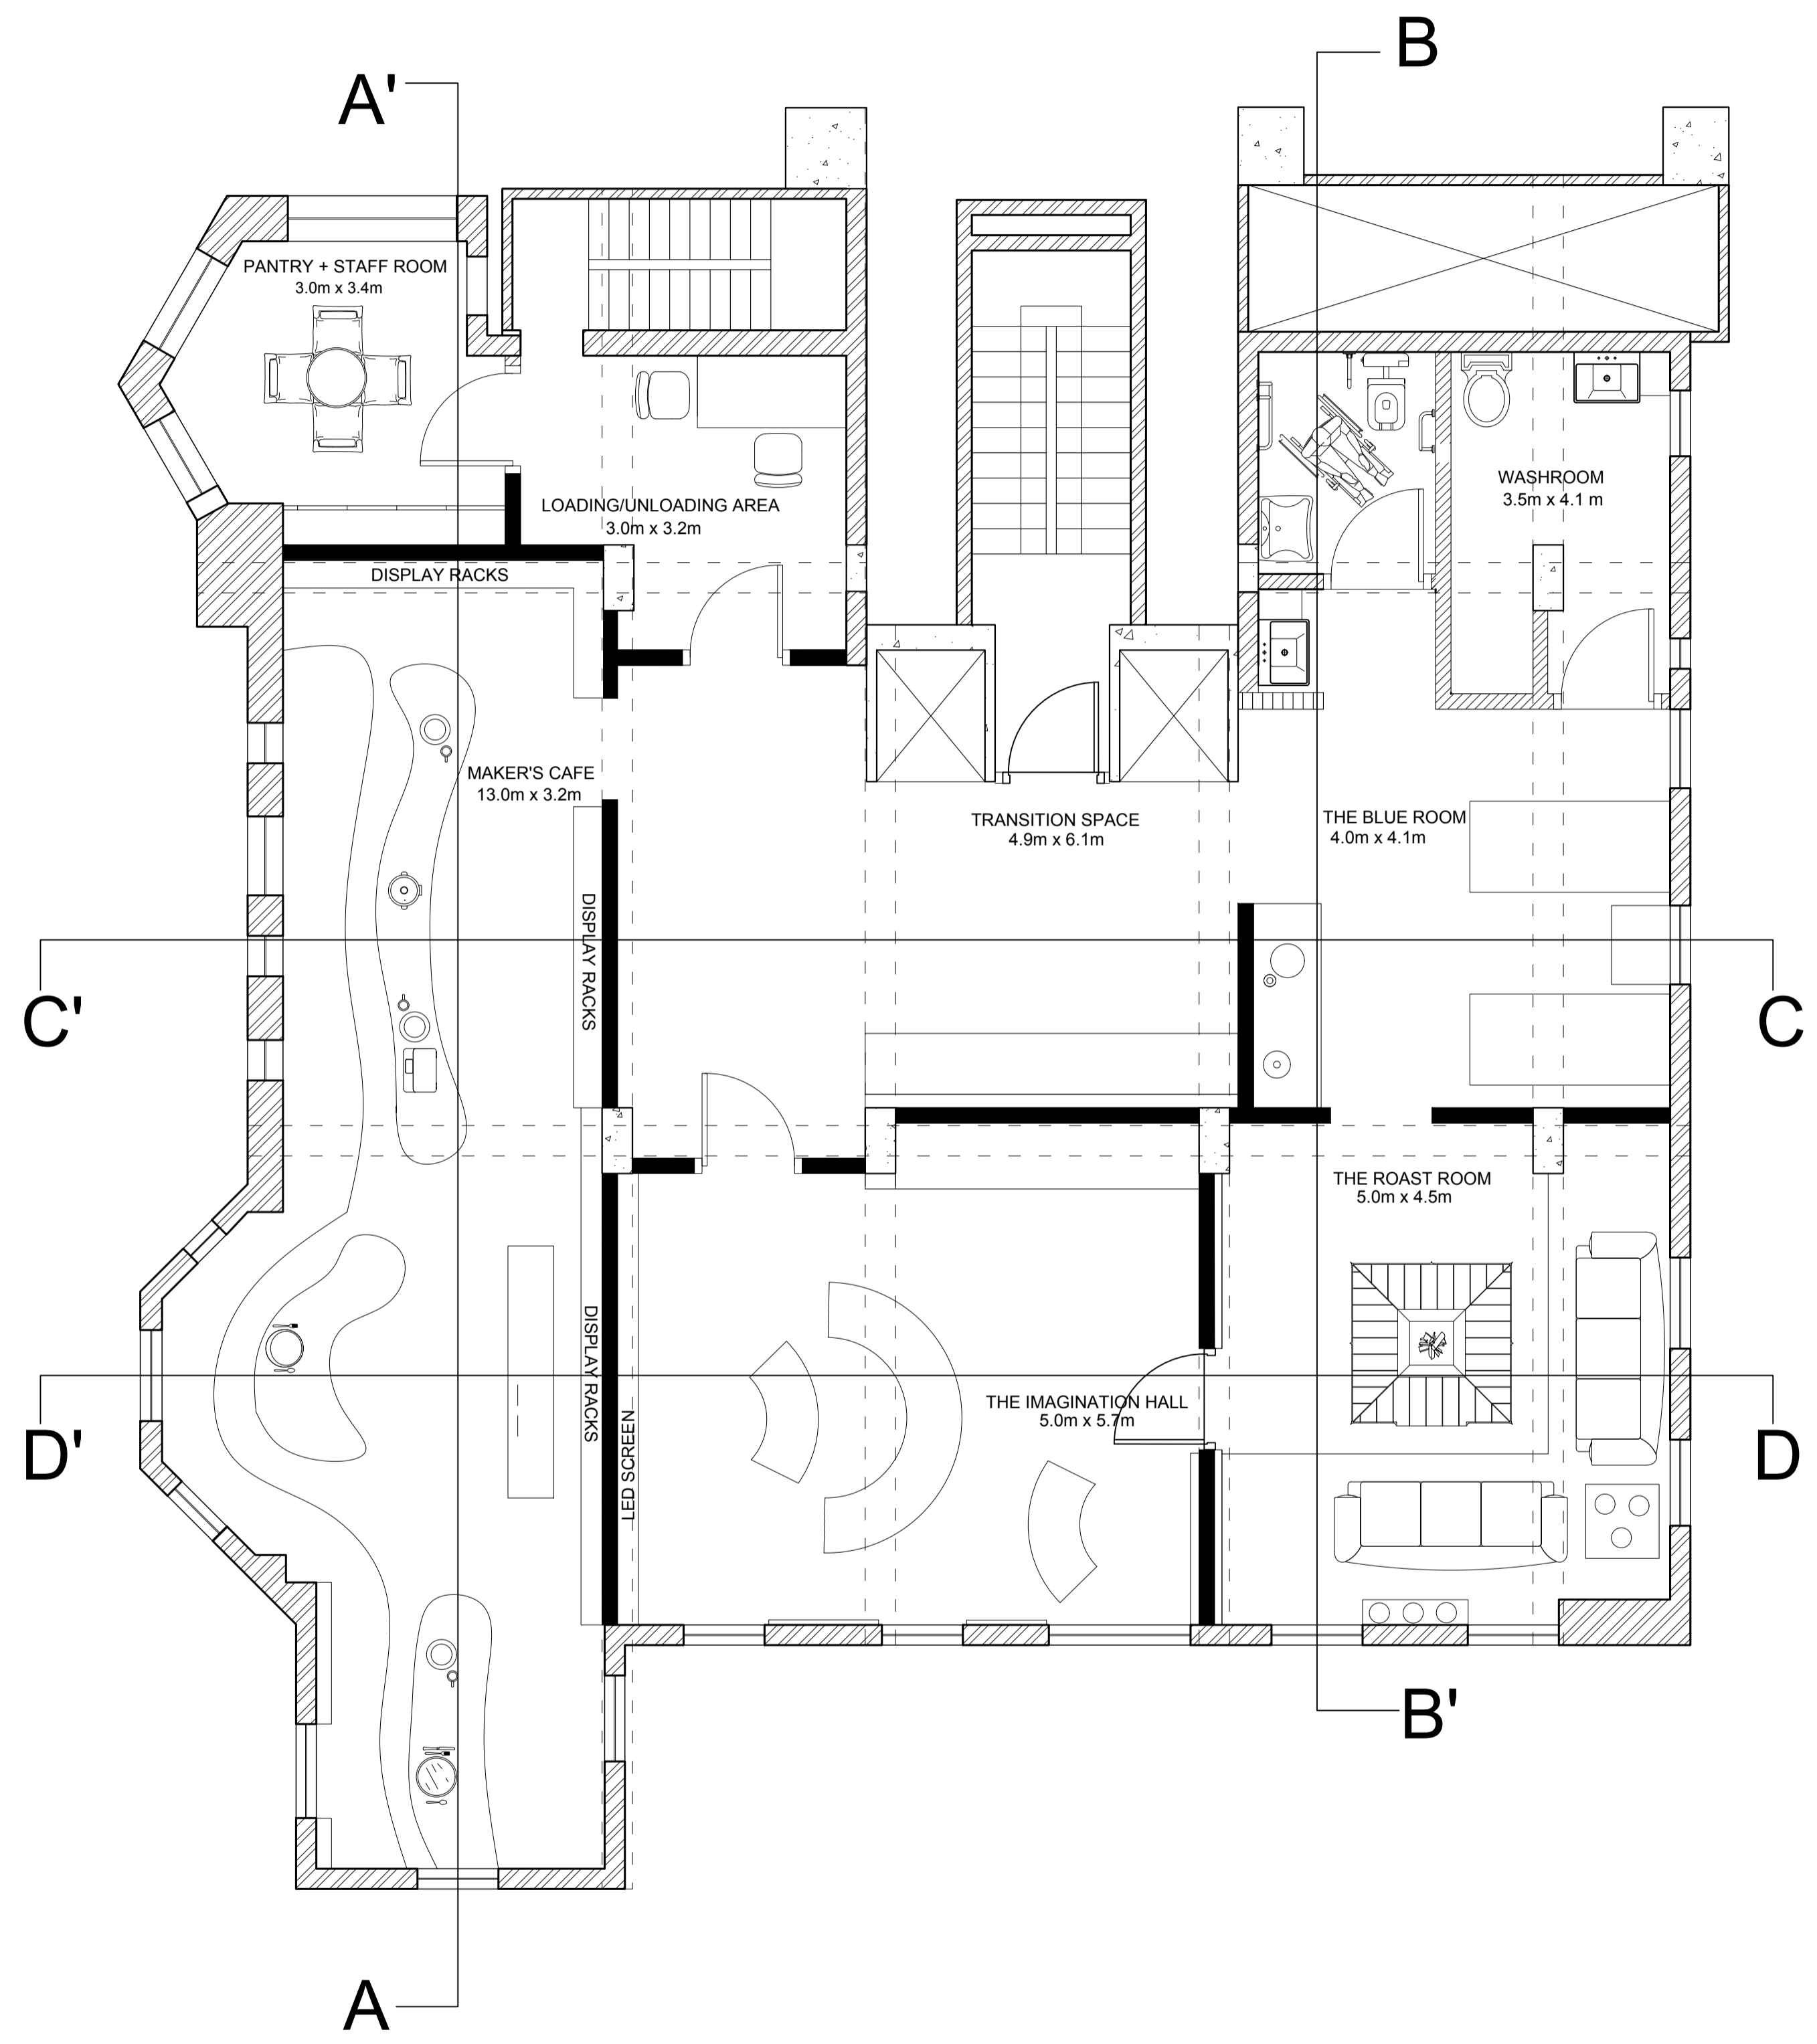 B
A'
PANTRY + STAFF ROOM
3.0m x 3.4m
LOADING/UNLOADING AREA
3.0m x 3.2m
WASHROOM
3.5m x 4.1 m
DISPLAY RACKS
MAKER'S CAFE
13.0m x 3.2m
TRANSITION SPACE
4.9m x 6.1m
THE BLUE ROOM
4.0m x 4.1m
DISPLAY RACKS
C'
C
THE ROAST ROOM
5.0m x 4.5m
DISPLAY RACKS
LED SCREEN
THE IMAGINATION HALL
5.0m x 5.7m
D'
D
B'
A